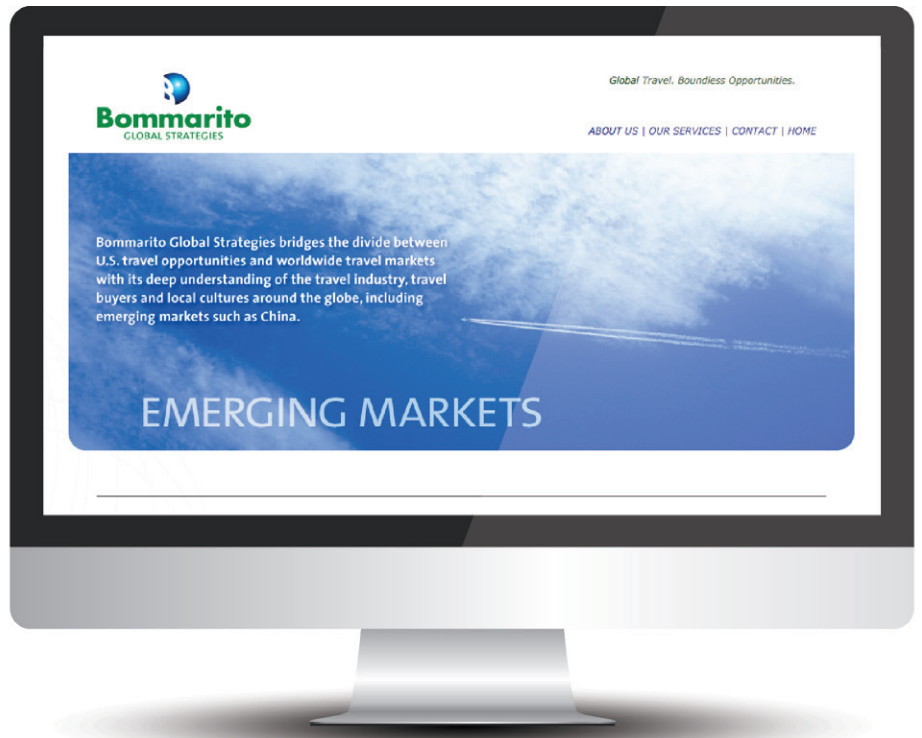 Global Travel. Boundless Opportunities.
Bommarito
GLOBAL STRATEGIES
ABOUT US | OUR SERVICES | CONTACT | HOME
Bommarito Global Strategies bridges the divide between
U.S. travel opportunities and worldwide travel markets
with its deep understanding of the travel industry, travel
buyers and local cultures around the globe, including
emerging markets such as China.
EMERGING MARKETS